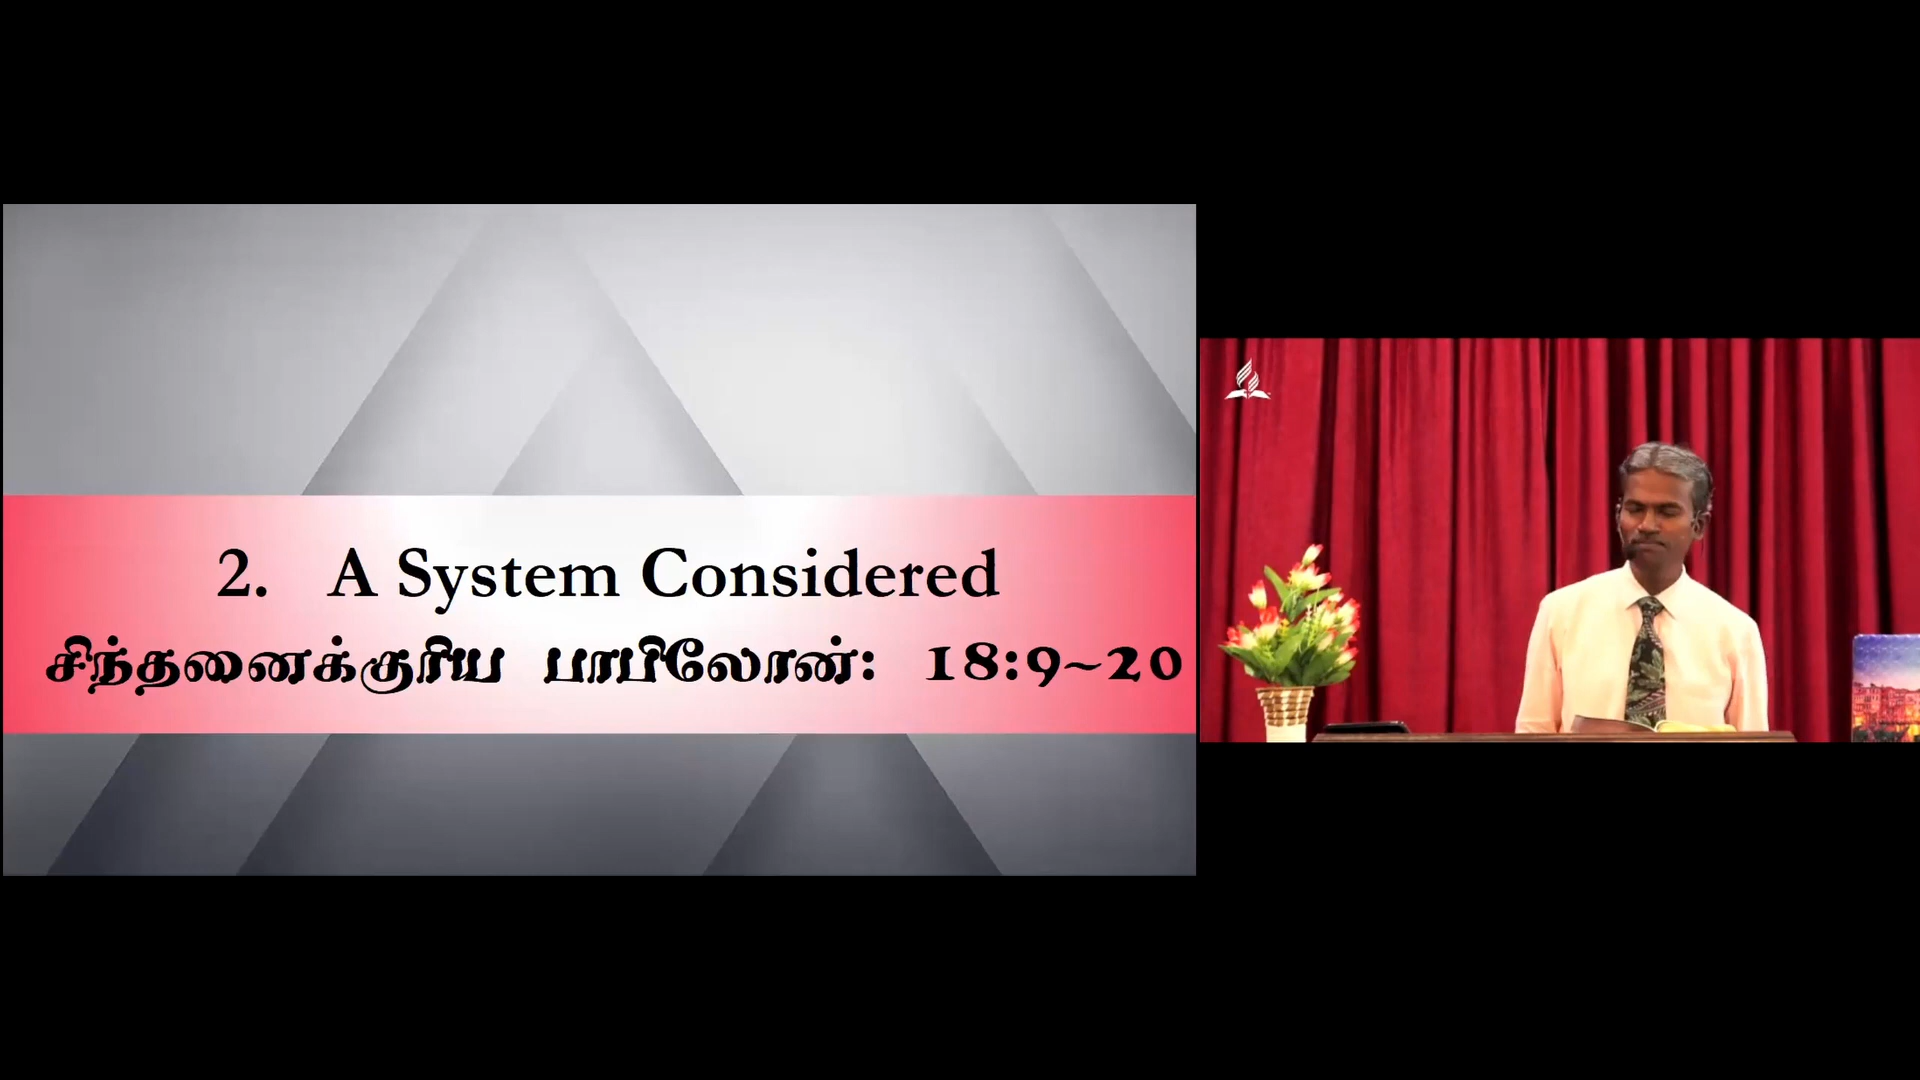 2. A System Considered
சிந்தனைக்குரிய பாபிலோன்: 18:9~20